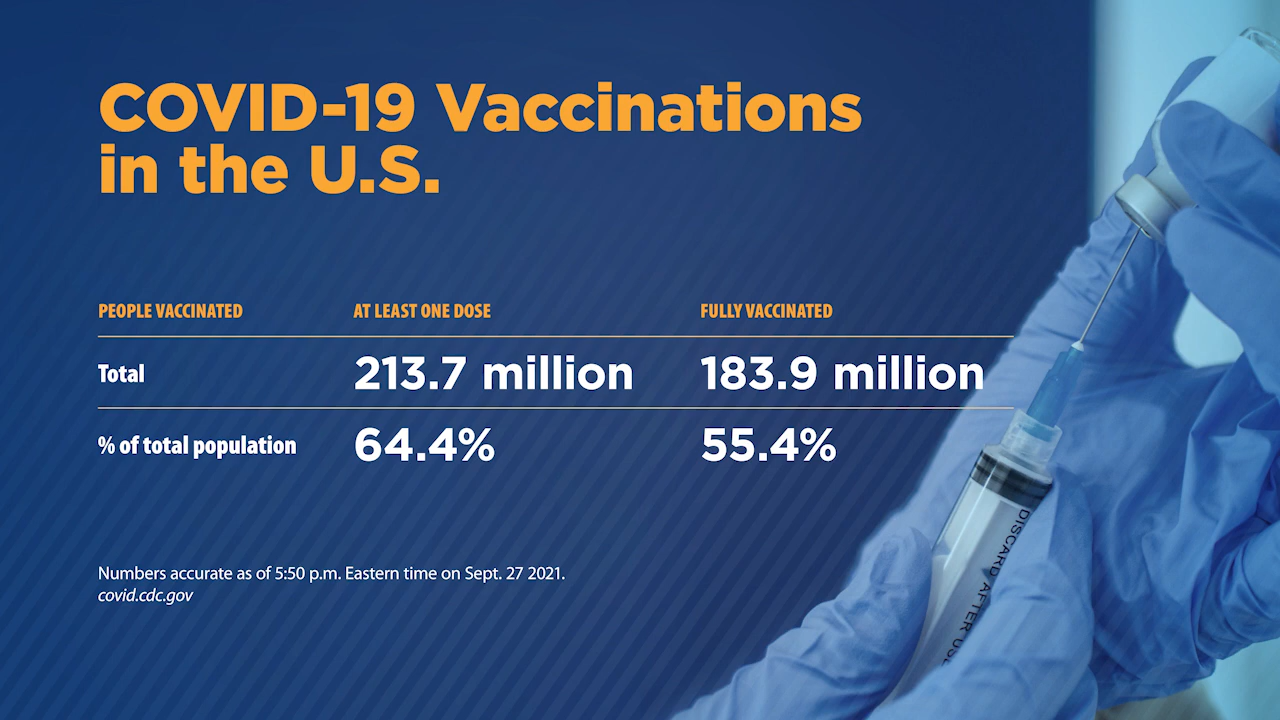 COVID-19 Vaccinations
in the U.S.
PEOPLE VACCINATED AT LEAST ONE DOSE FULLY VACCINATED
Total 213.7 million 183.9 million
% of total population 64.4% 55.4%
Numbers accurate as of 5:50 p.m. Eastern time on Sept. 27 2021.
covid.cdc.gov
DISCARD AFTER